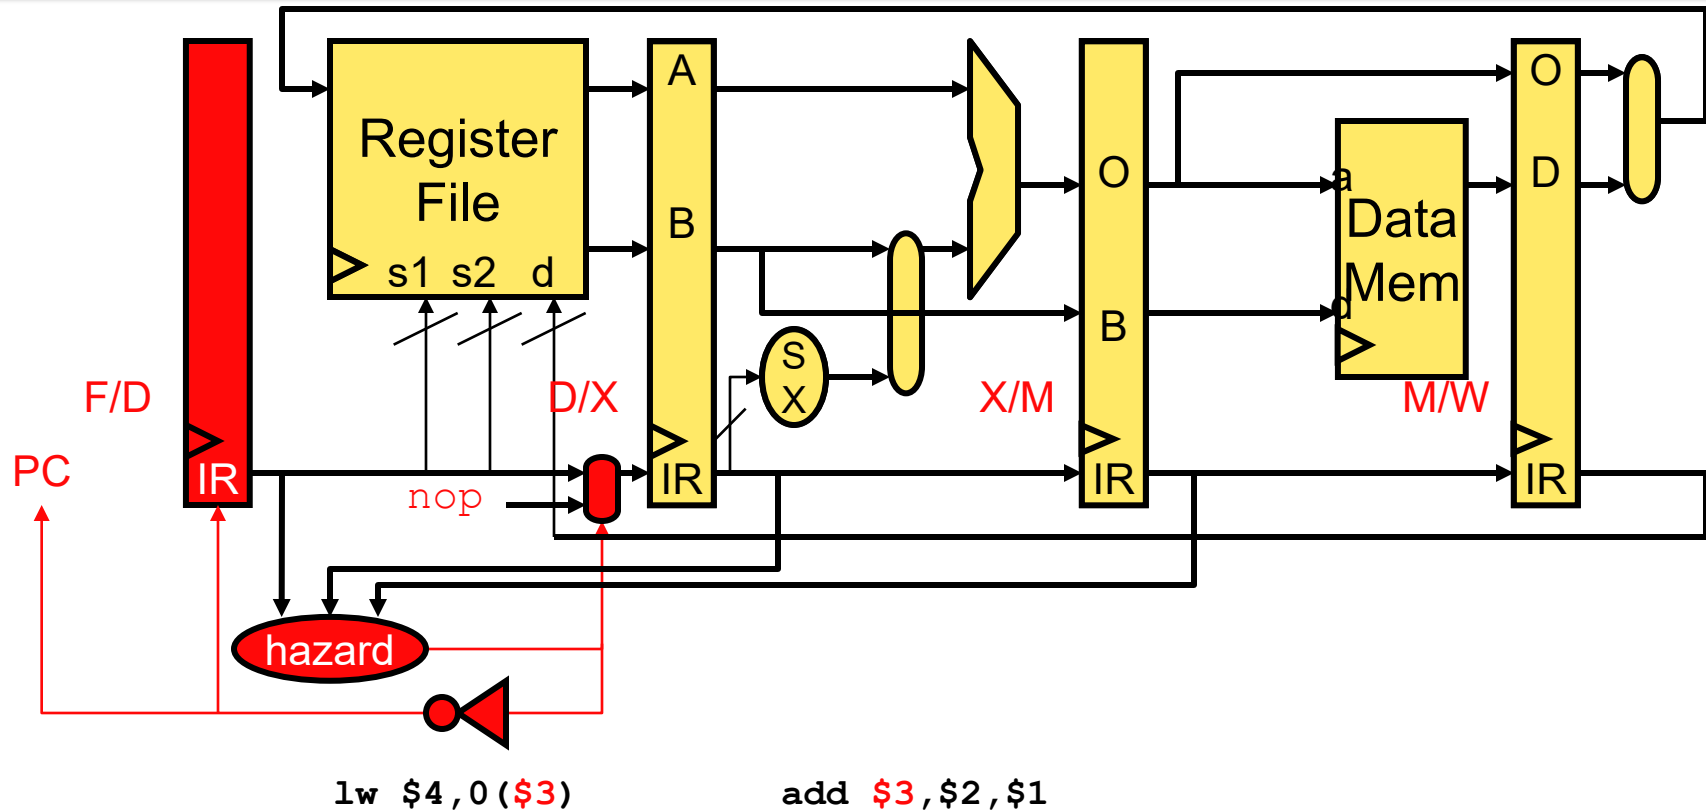 A
O
Register
File
B
O
D
a
Data
Mem
d
s1 s2 d
B
S
X
F/D
D/X
X/M
M/W
PC
IR
nop
IR
IR
IR
hazard
lw $4,0($3)
add $3,$2,$1